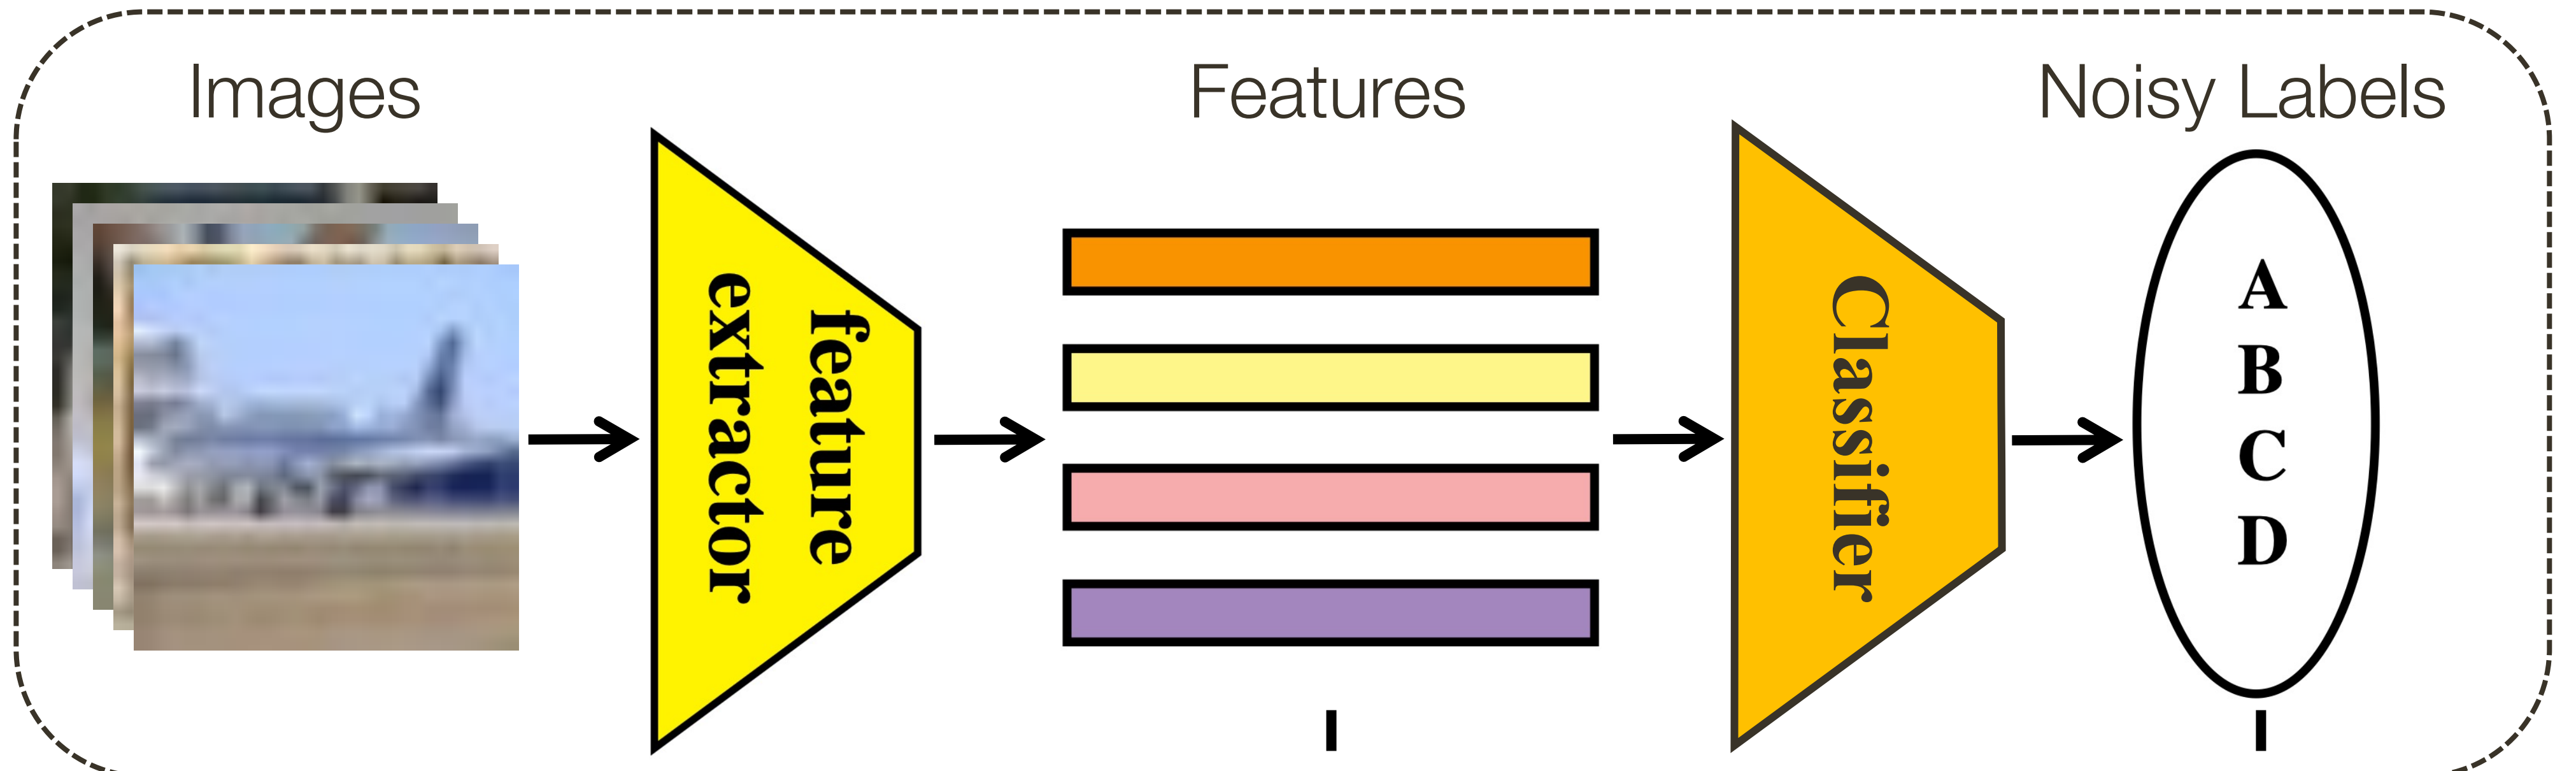 Images
Features
Noisy Labels
feature
extractor
Classifier
A
B
C
D